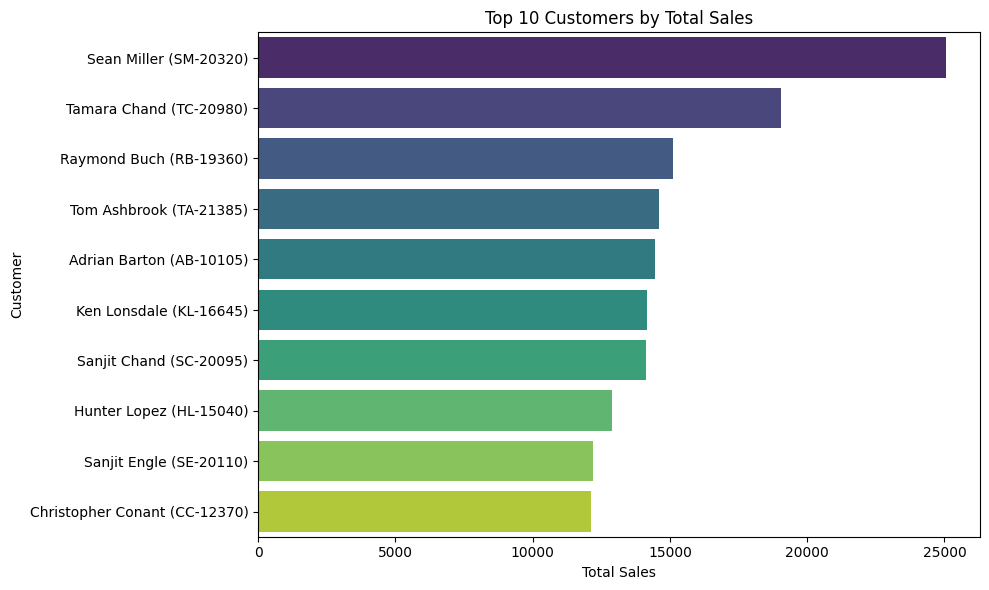 Top 10 Customers by Total Sales
Customer
Sean Miller (SM-20320)
Tamara Chand (TC-20980)
Raymond Buch (RB-19360)
Tom Ashbrook (TA-21385)
Adrian Barton (AB-10105)
Ken Lonsdale (KL-16645)
Sanjit Chand (SC-20095)
Hunter Lopez (HL-15040)
Sanjit Engle (SE-20110)
Christopher Conant (CC-12370)
0 5000 10000 15000 20000 25000
Total Sales